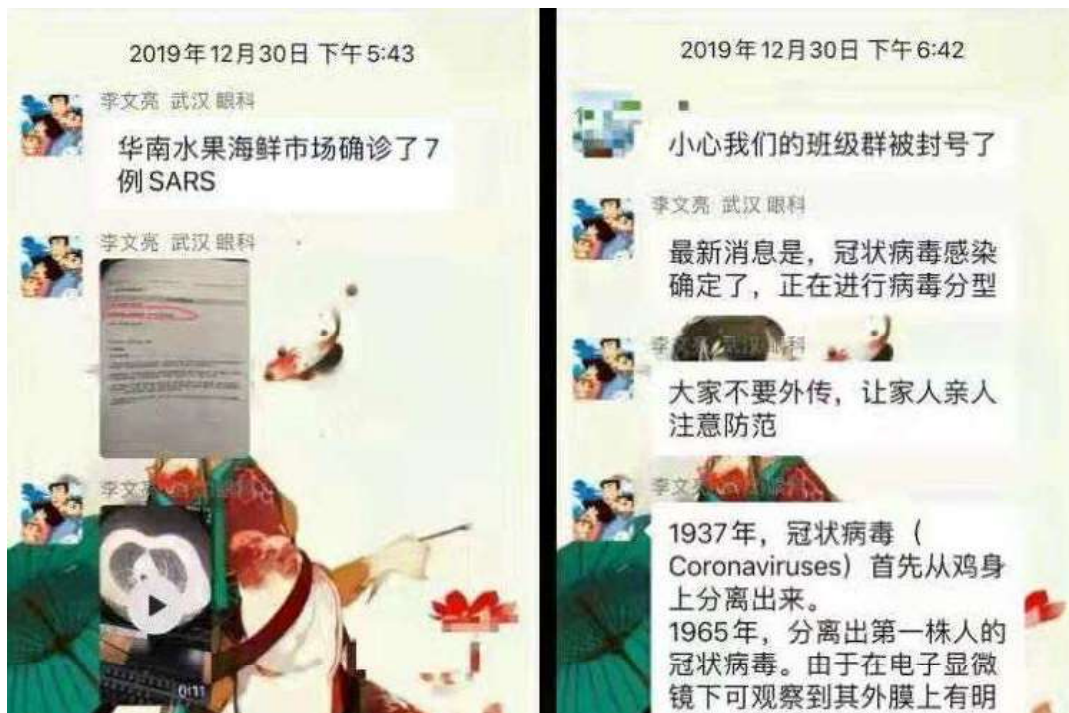 2019年12月30日 下午5:43
李文亮 武汉 眼科
华南水果海鲜市场确诊了7
例SARS
李文亮 武汉 眼科
李文亮
0:11
2019年12月30日 下午6:42
小心我们的班级群被封号了
李文亮 武汉 眼科
最新消息是，冠状病毒感染
确定了，正在进行病毒分型
李 科
大家不要外传，让家人亲人
注意防范
李文亮
1937年，冠状病毒（
Coronaviruses）首先从鸡身
上分离出来。
1965年，分离出第一株人的
冠状病毒。由于在电子显微
镜下可观察到其外膜上有明